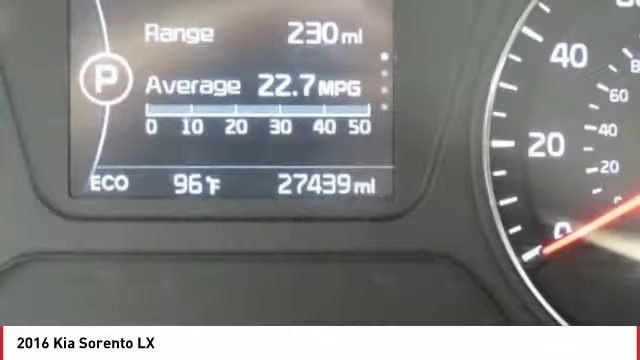 Range 230 mi
P
Average 22.7 MPG
0 10 20 30 40 50
ECO 96°F 27439 mi
40
60
20
40
20
0
2016 Kia Sorento LX